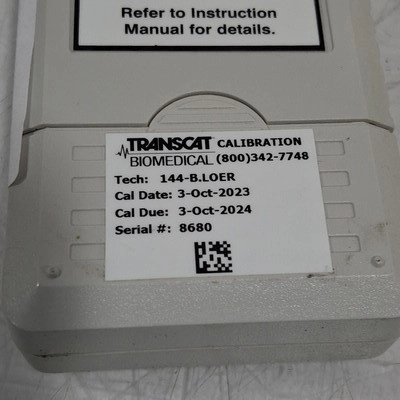 Refer to Instruction
Manual for details.
TRANSCAT CALIBRATION
BIOMEDICAL (800)342-7748
Tech: 144-B.LOER
Cal Date: 3-Oct-2023
Cal Due: 3-Oct-2024
Serial #: 8680